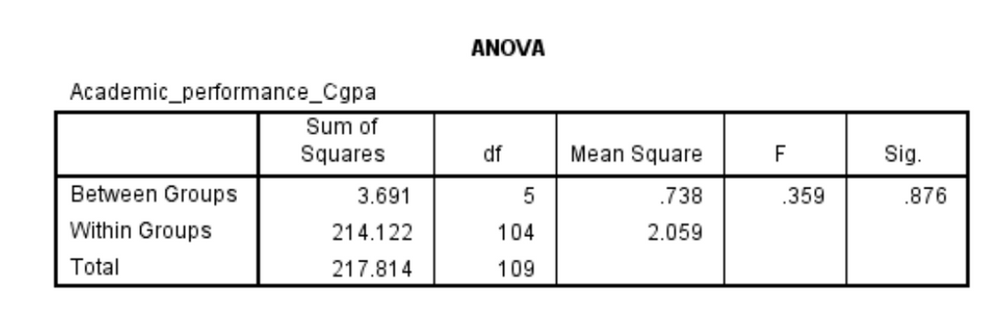 ANOVA
Academic_performance_Cgpa
Sum of Squares df Mean Square F Sig.
Between Groups 3.691 5 .738 .359 .876
Within Groups 214.122 104 2.059
Total 217.814 109